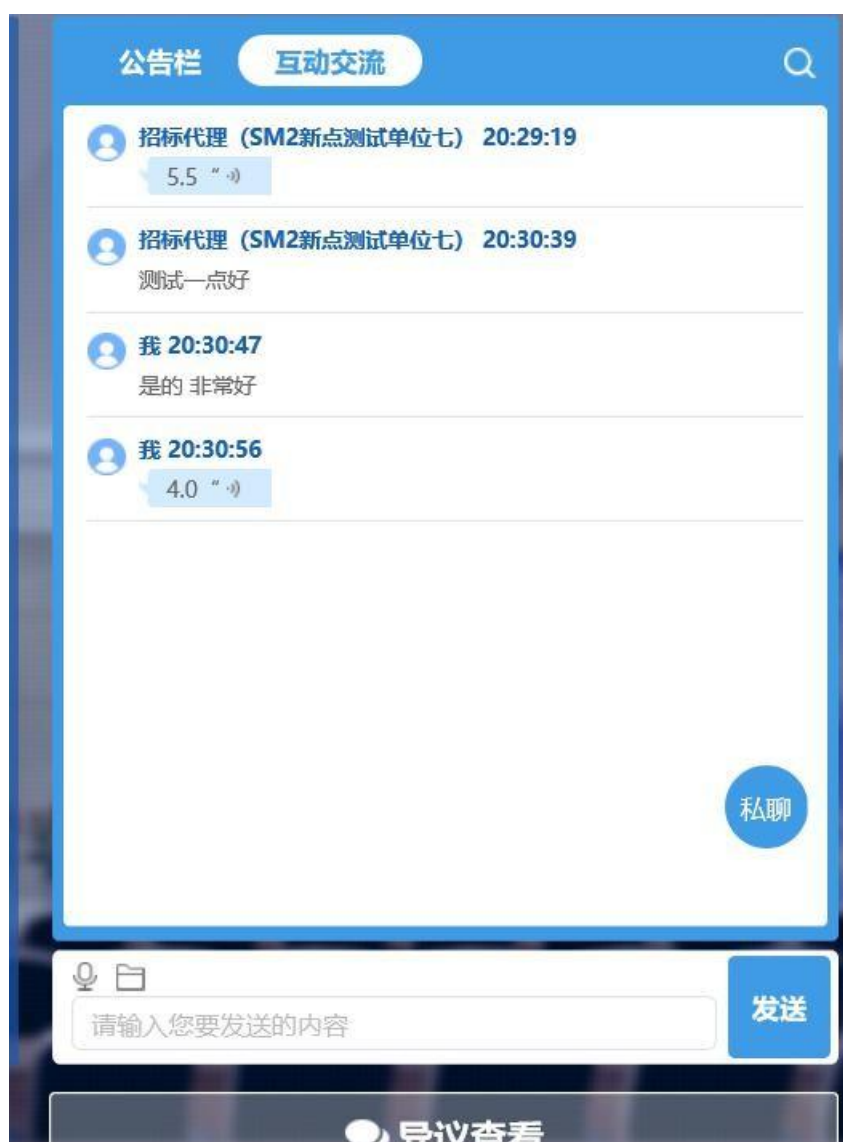 公告栏 互动交流
招标代理（SM2新点测试单位七） 20:29:19
5.5 "
招标代理（SM2新点测试单位七） 20:30:39
测试一点好
我 20:30:47
是的 非常好
我 20:30:56
4.0 "
私聊
请输入您要发送的内容
发送
异议查看